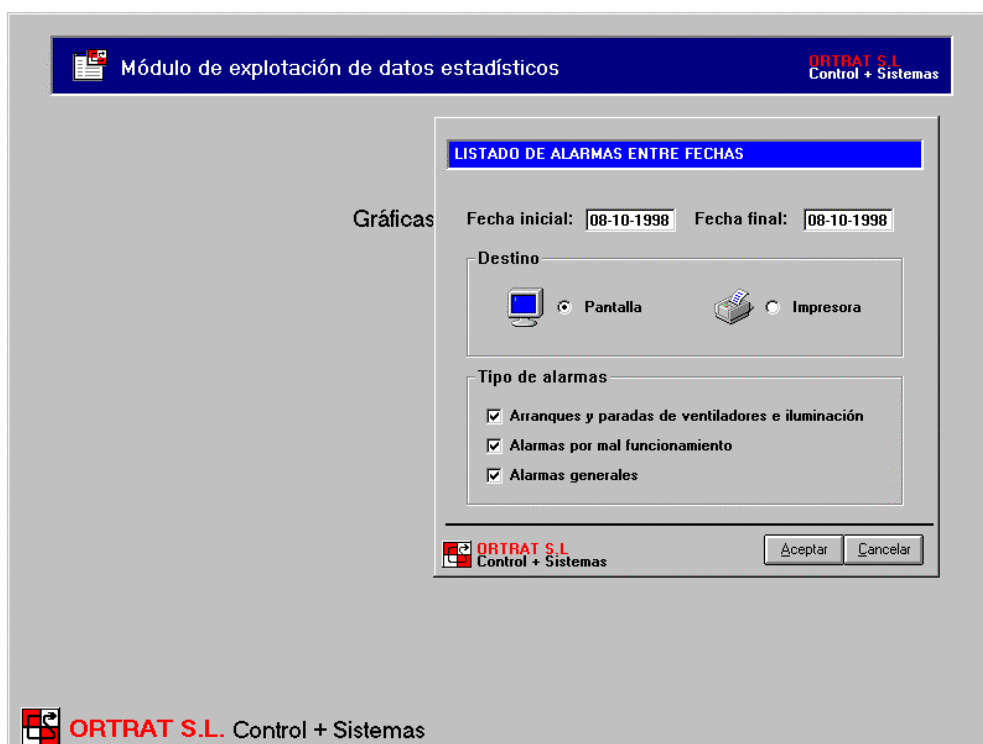 Módulo de explotación de datos estadísticos
ORTRAT S.L
Control + Sistemas
LISTADO DE ALARMAS ENTRE FECHAS
Gráficas
Fecha inicial: 08-10-1998 Fecha final: 08-10-1998
Destino
Pantalla Impresora
Tipo de alarmas
Arranques y paradas de ventiladores e iluminación
Alarmas por mal funcionamiento
Alarmas generales
ORTRAT S.L
Control + Sistemas
Aceptar Cancelar
ORTRAT S.L. Control + Sistemas